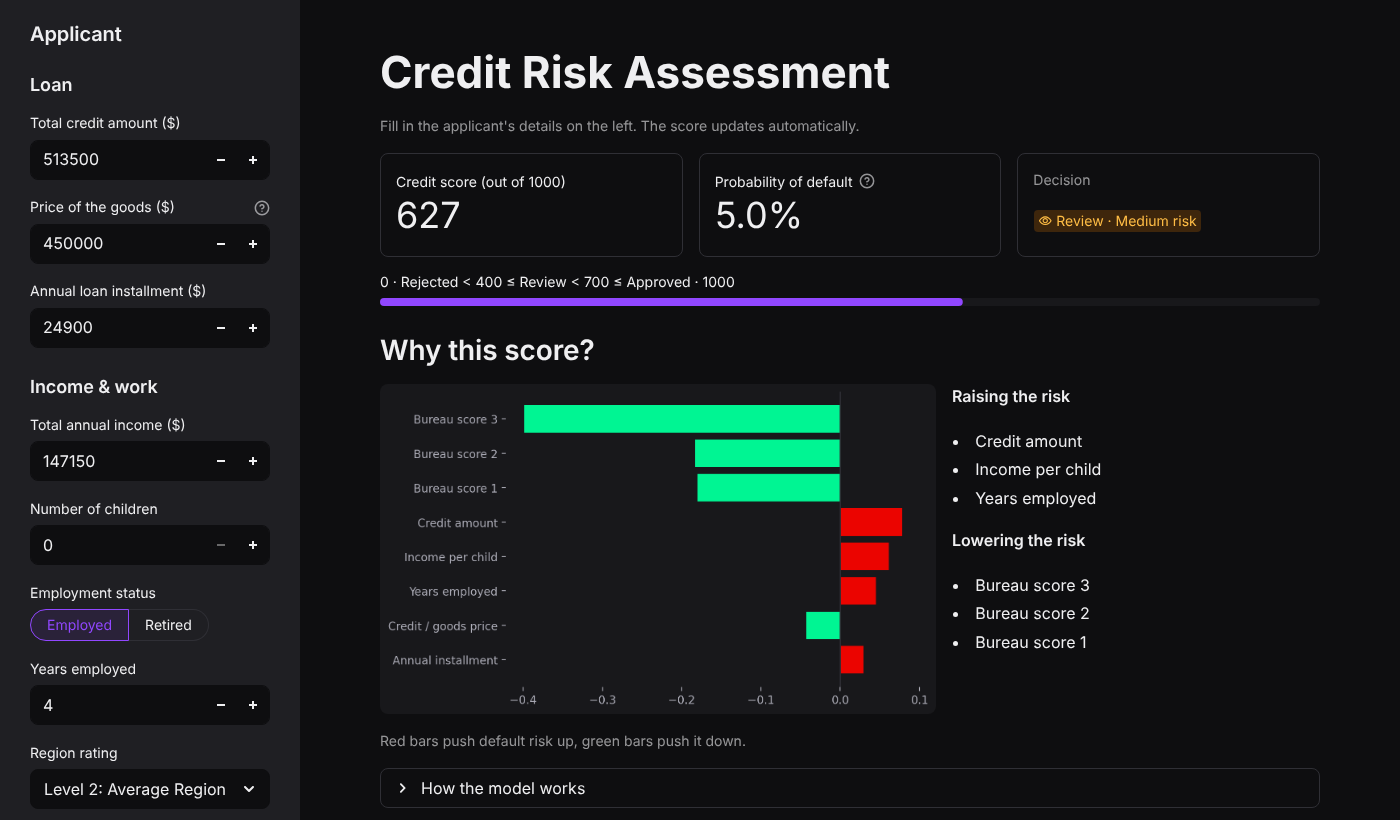 Applicant
Loan
Total credit amount ($)
513500
Price of the goods ($)
450000
Annual loan installment ($)
24900
Income & work
Total annual income ($)
147150
Number of children
0
Employment status
Employed Retired
Years employed
4
Region rating
Level 2: Average Region
Credit Risk Assessment
Fill in the applicant's details on the left. The score updates automatically.
Credit score (out of 1000)
627
Probability of default
5.0%
Decision
Review · Medium risk
0 · Rejected < 400 ≤ Review < 700 ≤ Approved · 1000
Why this score?
Bureau score 3
Bureau score 2
Bureau score 1
Credit amount
Income per child
Years employed
Credit / goods price
Annual installment
−0.4 −0.3 −0.2 −0.1 0.0 0.1
Raising the risk
• Credit amount
• Income per child
• Years employed
Lowering the risk
• Bureau score 3
• Bureau score 2
• Bureau score 1
Red bars push default risk up, green bars push it down.
How the model works